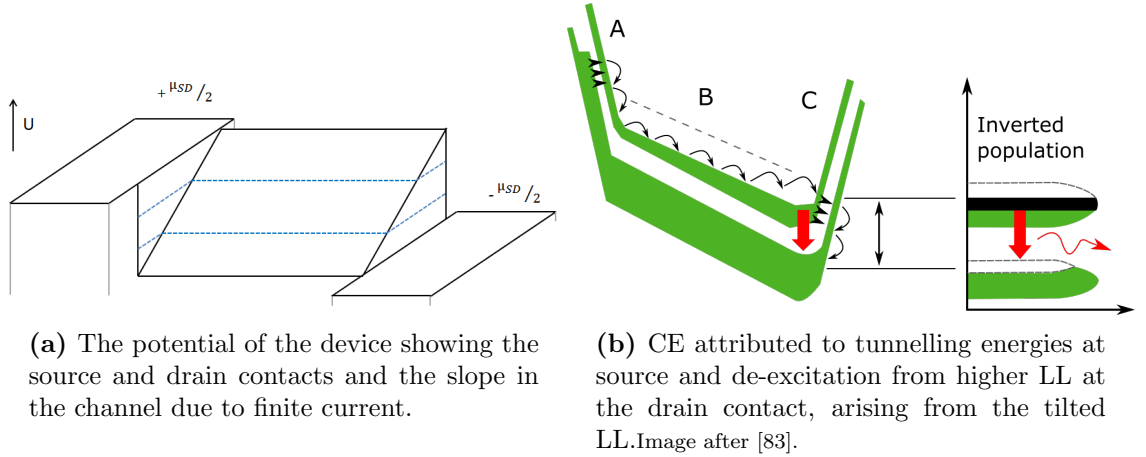 + μSD/2
U
- μSD/2
A
B
C
Inverted
population
(a) The potential of the device showing the
source and drain contacts and the slope in
the channel due to finite current.
(b) CE attributed to tunnelling energies at
source and de-excitation from higher LL at
the drain contact, arising from the tilted
LL.Image after [83].